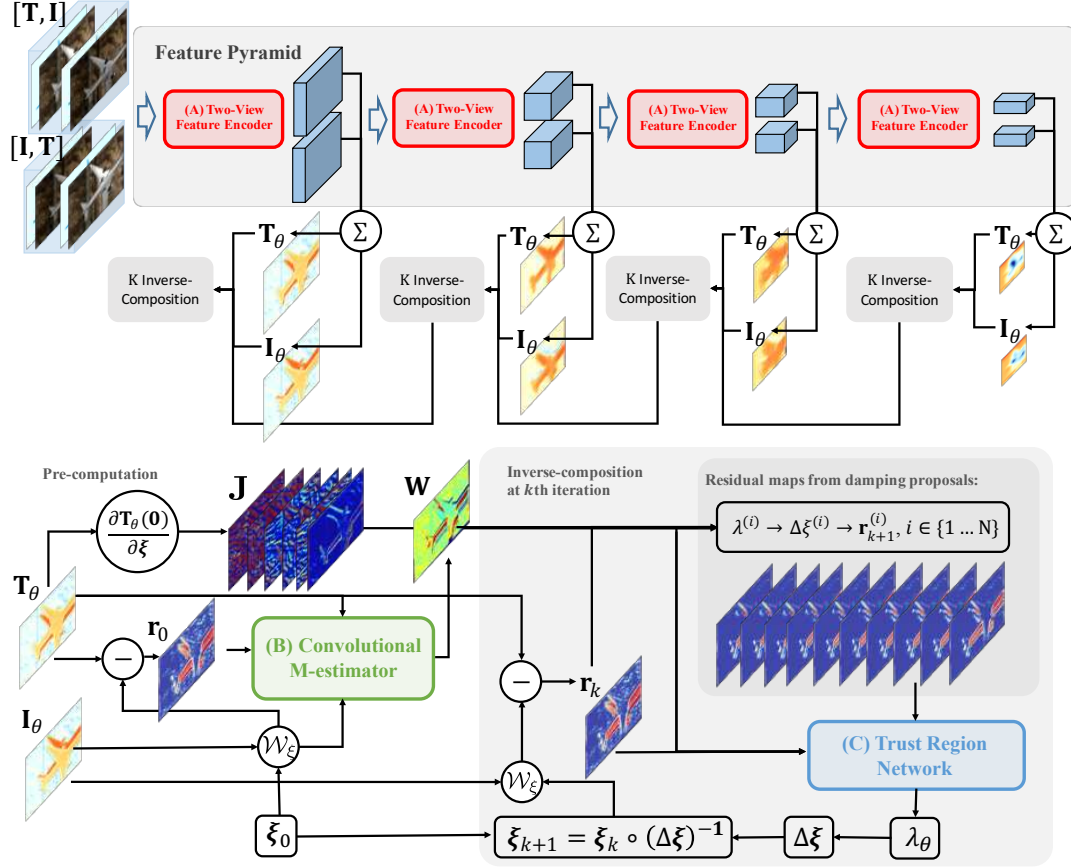 [𝐓, 𝐈]
Feature Pyramid
(A) Two-View
Feature Encoder
(A) Two-View
Feature Encoder
(A) Two-View
Feature Encoder
(A) Two-View
Feature Encoder
[𝐈, 𝐓]
Σ
Σ
Σ
Σ
𝐓_θ
𝐓_θ
𝐓_θ
𝐓_θ
K Inverse-
Composition
K Inverse-
Composition
K Inverse-
Composition
K Inverse-
Composition
𝐈_θ
𝐈_θ
𝐈_θ
𝐈_θ
Pre-computation
∂𝐓_θ(𝟎)
∂𝝃
𝐉
𝐖
Inverse-composition
at kth iteration
Residual maps from damping proposals:
λ^(i) → Δξ^(i) → 𝐫_{k+1}^(i), i ∈ {1 … N}
𝐓_θ
−
𝐫_0
(B) Convolutional
M-estimator
−
𝐫_k
𝐈_θ
𝒲_ξ
𝒲_ξ
(C) Trust Region
Network
𝝃_0
𝝃_{k+1} = 𝝃_k ∘ (Δ𝝃)^{−1}
Δ𝝃
λ_θ